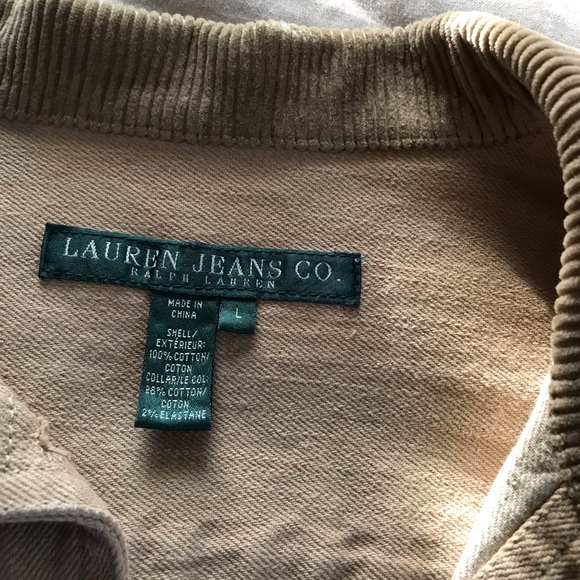 LAUREN JEANS CO.
RALPH LAUREN
MADE IN
CHINA
L
SHELL/
EXTÉRIEUR:
100% COTTON/
COTON
COLLAR/LE COL:
98% COTTON/
COTON
2% ELASTANE